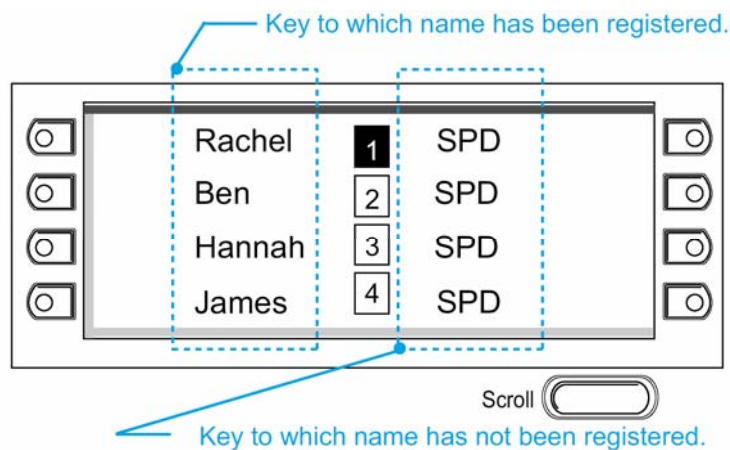 Key to which name has been registered.
Rachel 1 SPD
Ben 2 SPD
Hannah 3 SPD
James 4 SPD
Scroll
Key to which name has not been registered.